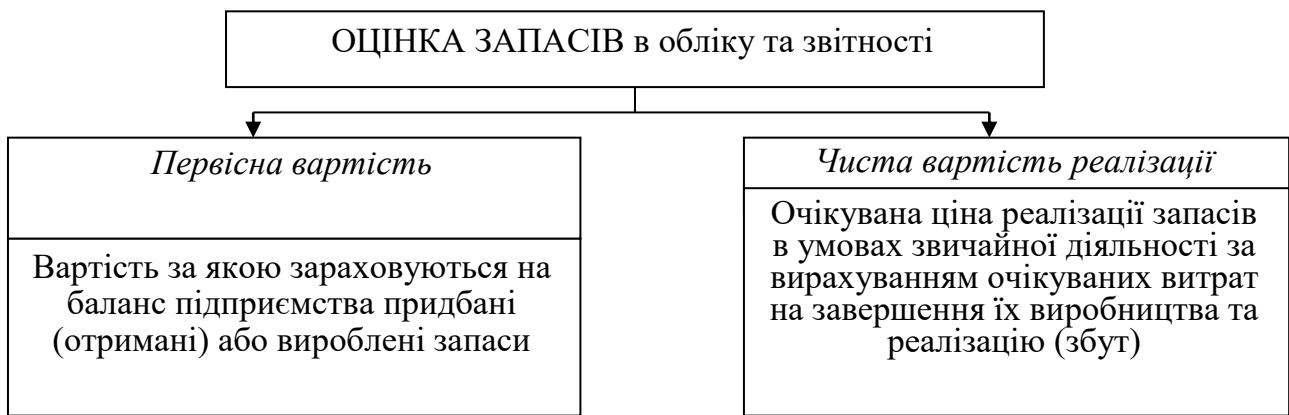 ОЦІНКА ЗАПАСІВ в обліку та звітності
Первісна вартість
Вартість за якою зараховуються на
баланс підприємства придбані
(отримані) або вироблені запаси
Чиста вартість реалізації
Очікувана ціна реалізації запасів
в умовах звичайної діяльності за
вирахуванням очікуваних витрат
на завершення їх виробництва та
реалізацію (збут)